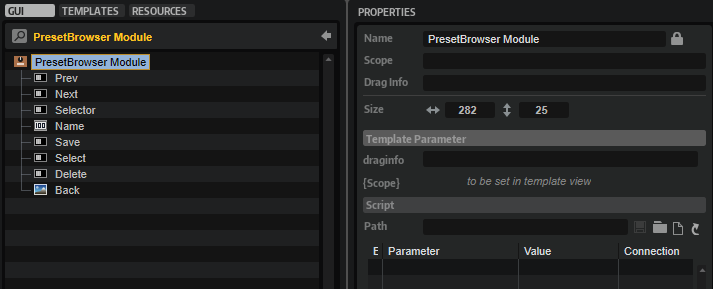 GUI TEMPLATES RESOURCES
PresetBrowser Module
PresetBrowser Module
Prev
Next
Selector
100 Name
Save
Select
Delete
Back
PROPERTIES
Name PresetBrowser Module
Scope
Drag Info
Size 282 25
Template Parameter
draginfo
{Scope} to be set in template view
Script
Path
E Parameter Value Connection